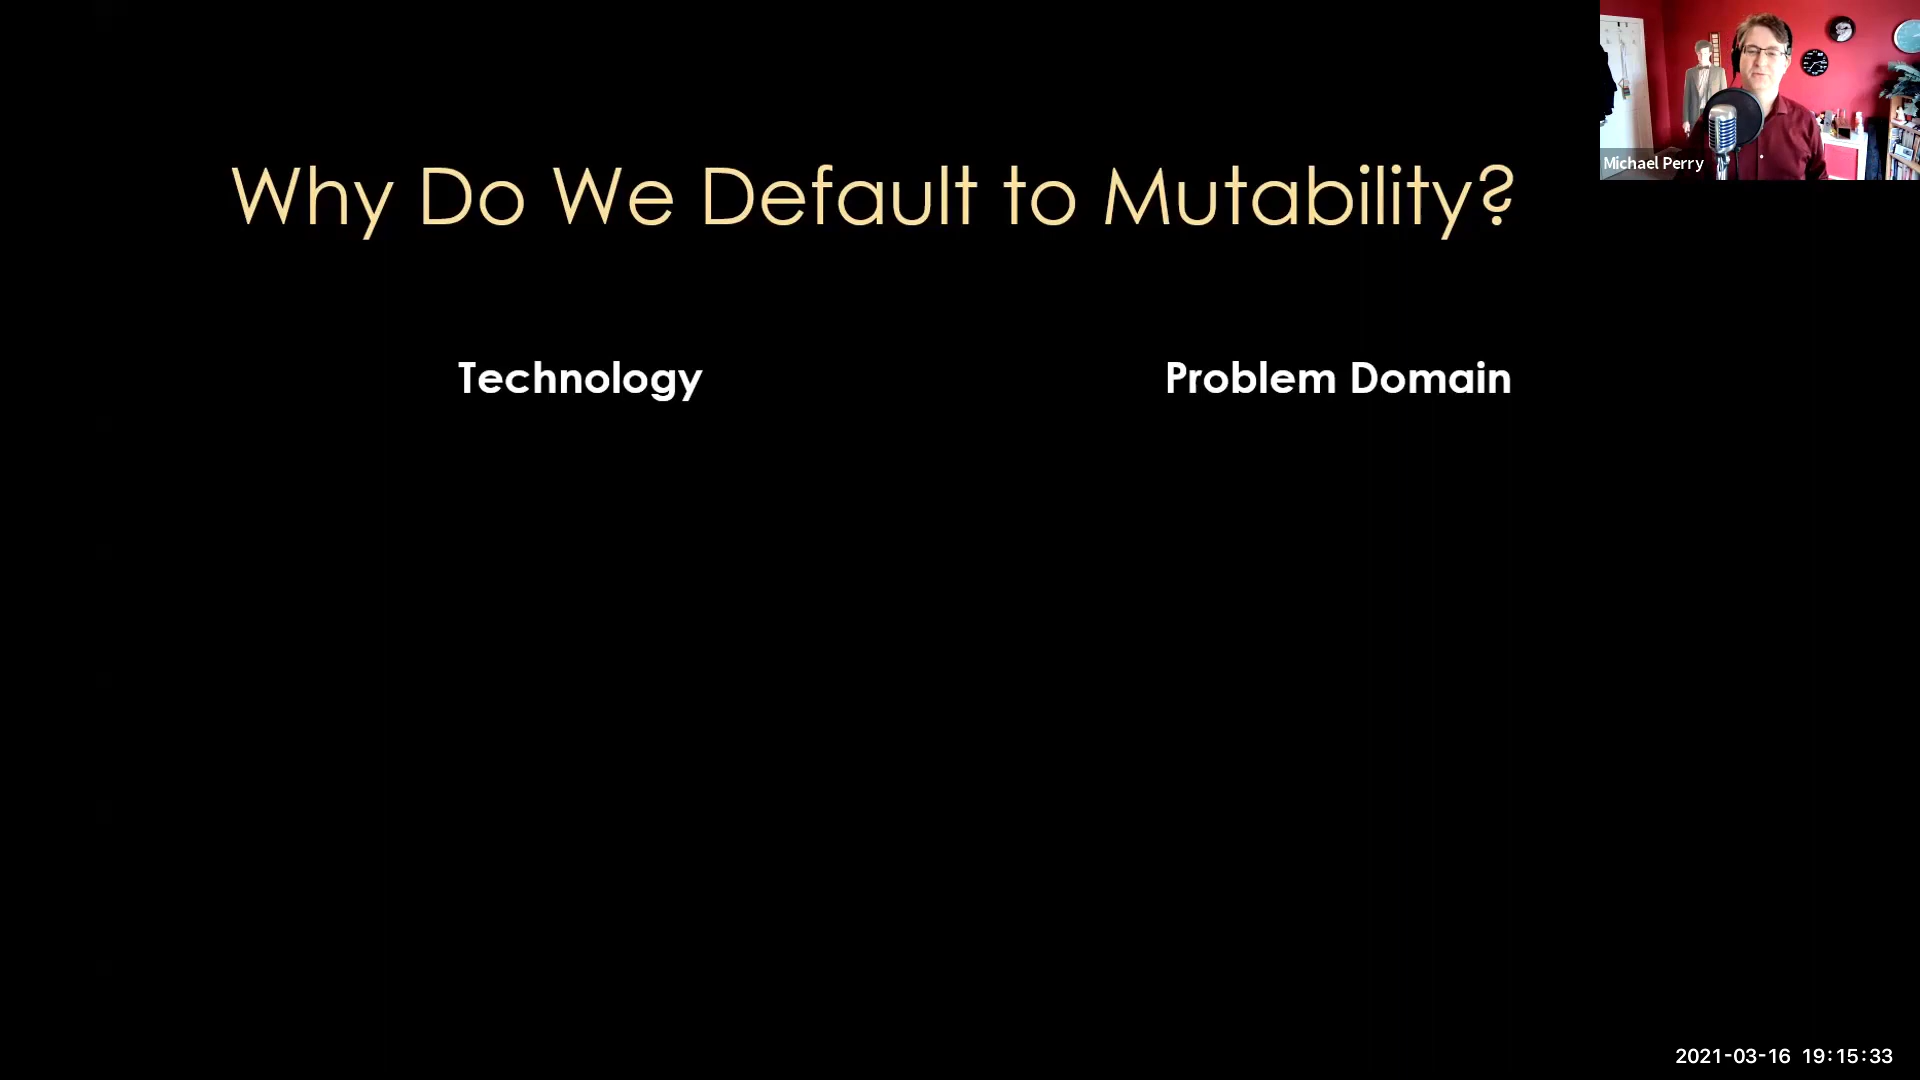 Why Do We Default to Mutability?
Michael Perry
Technology
Problem Domain
2021-03-16 19:15:33